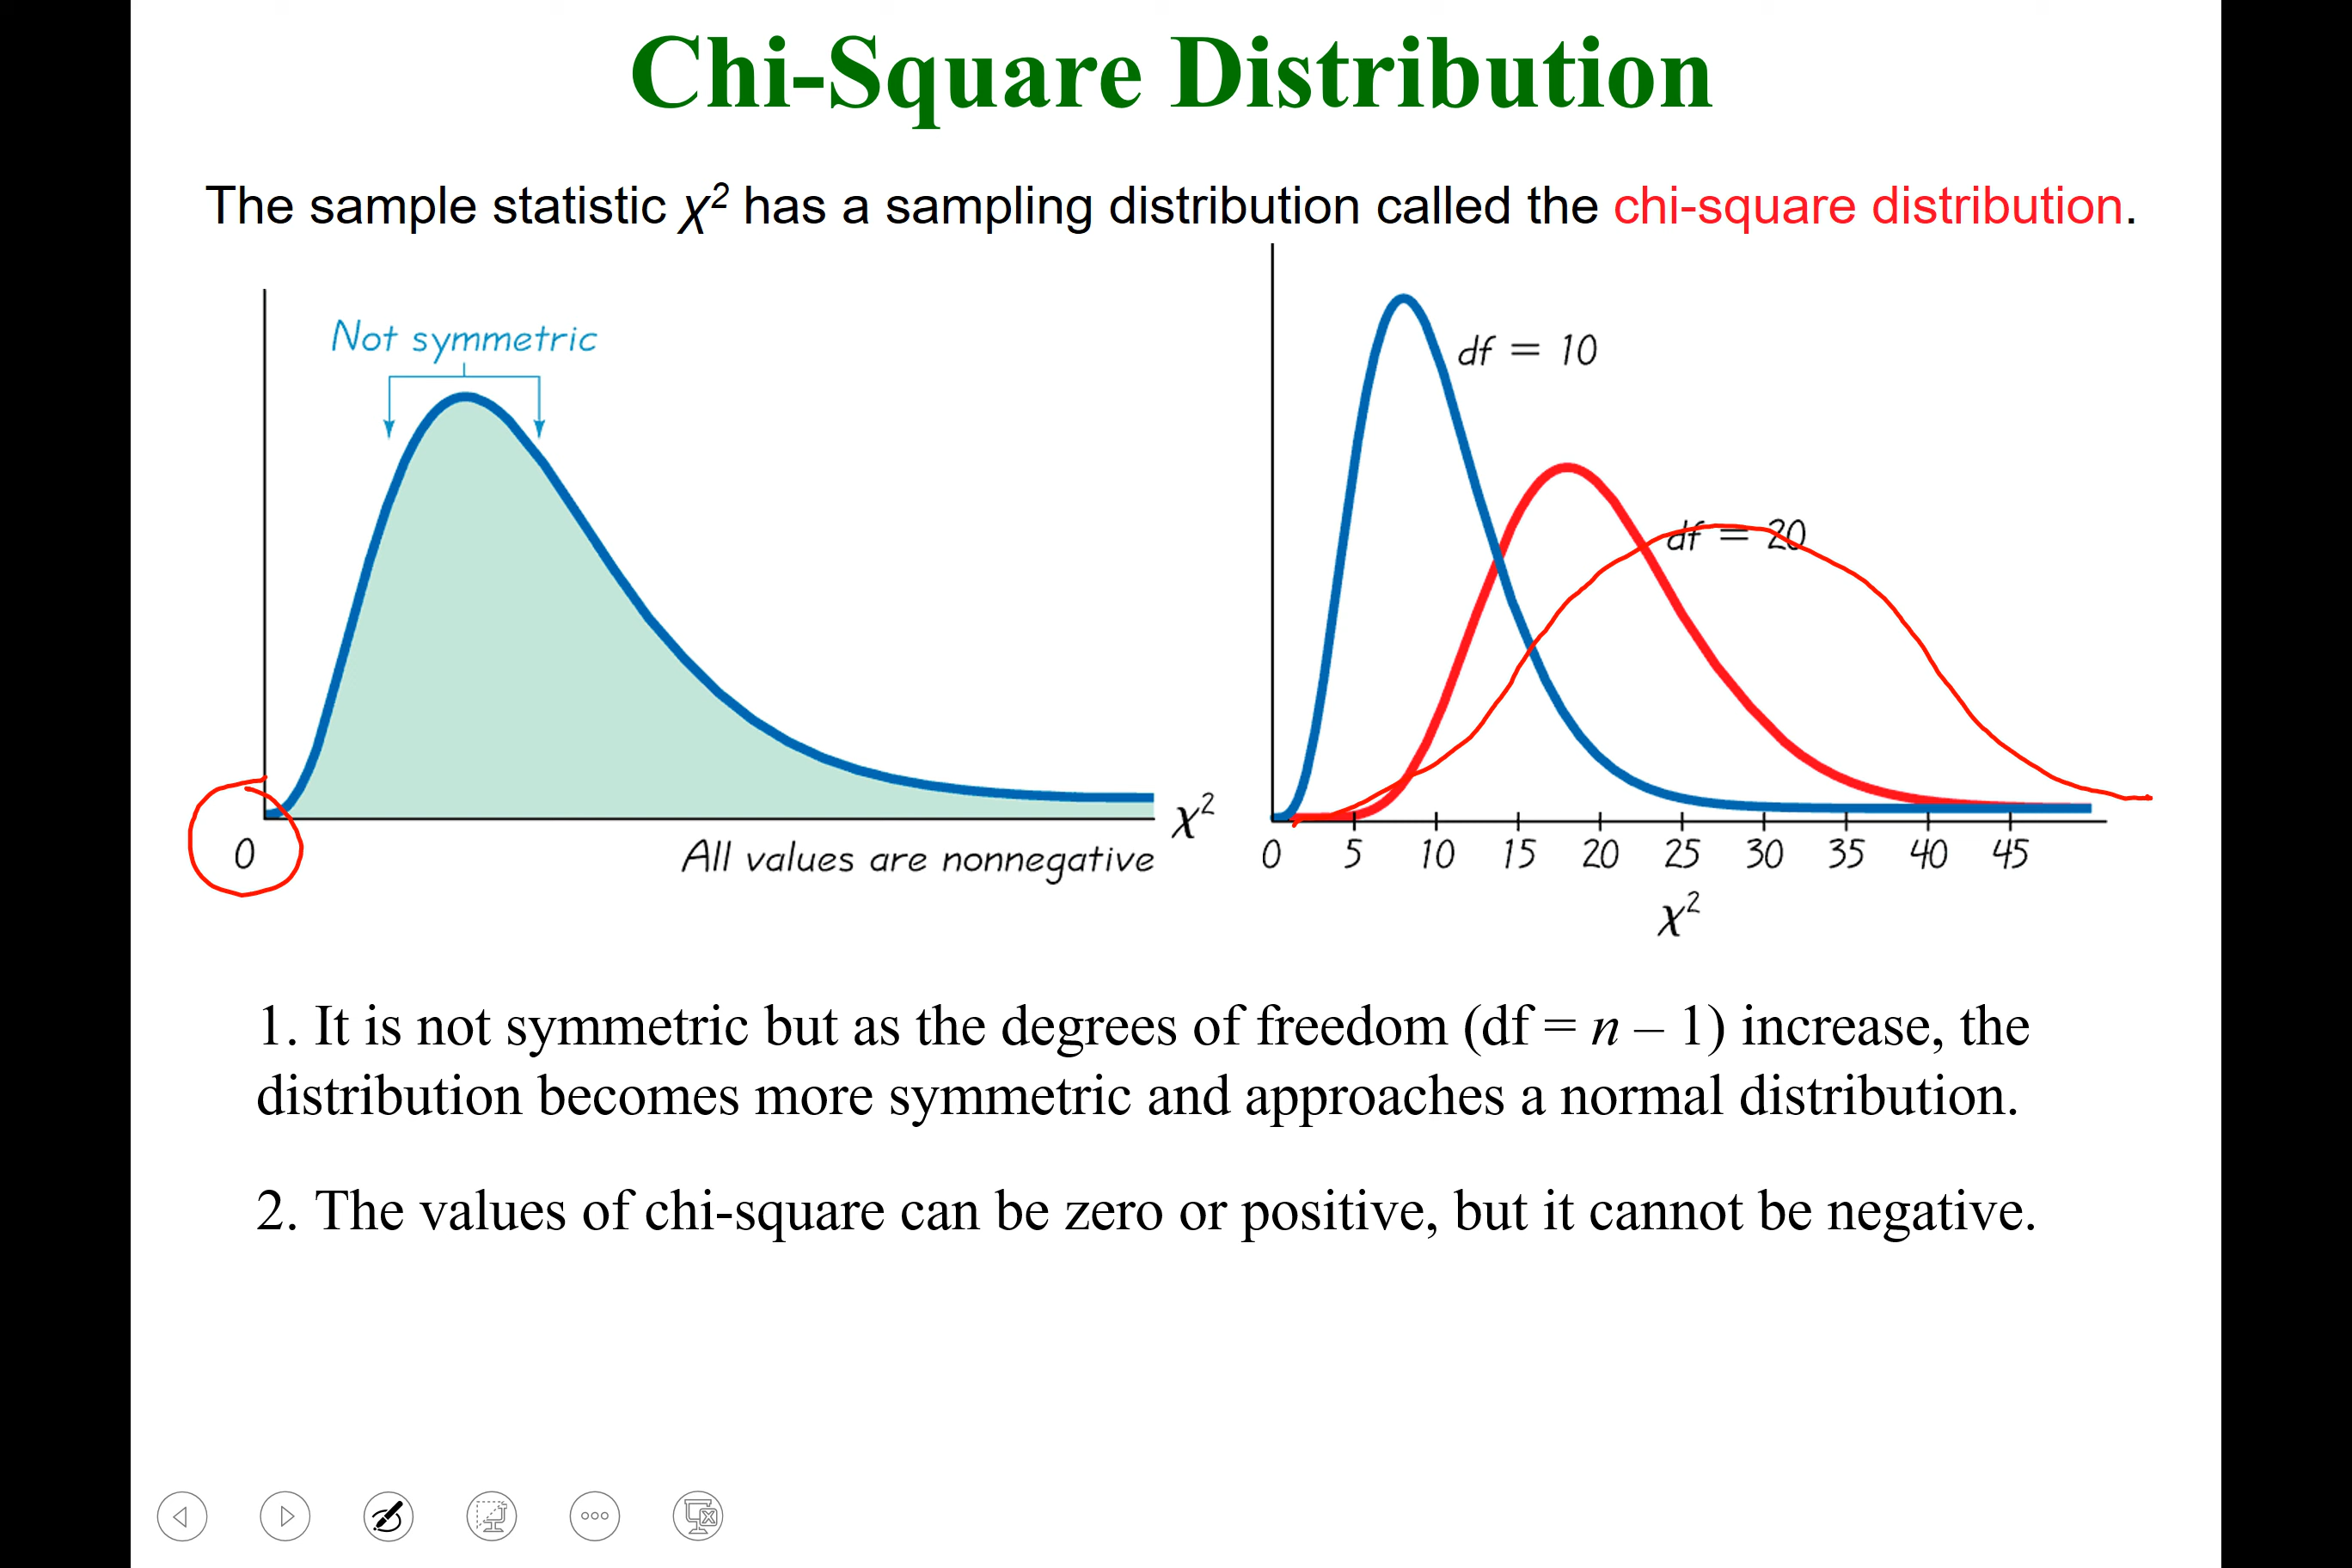 Chi-Square Distribution
The sample statistic χ² has a sampling distribution called the chi-square distribution.
Not symmetric
0
All values are nonnegative
χ²
df = 10
df = 20
0 5 10 15 20 25 30 35 40 45
χ²
1. It is not symmetric but as the degrees of freedom (df = n – 1) increase, the
distribution becomes more symmetric and approaches a normal distribution.
2. The values of chi-square can be zero or positive, but it cannot be negative.